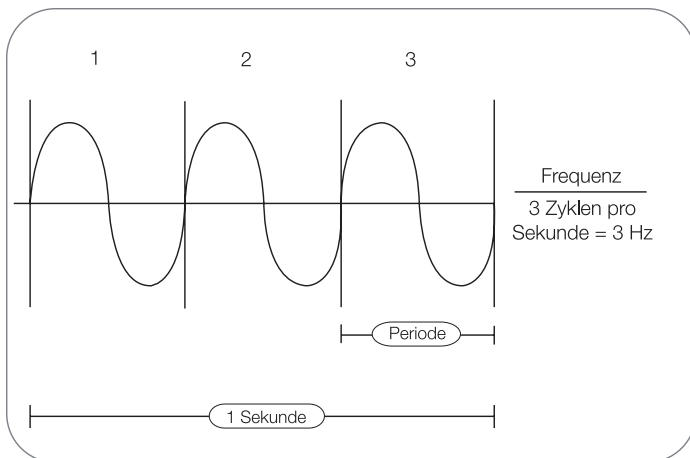 1
2
3
Frequenz
3 Zyklen pro
Sekunde = 3 Hz
Periode
1 Sekunde